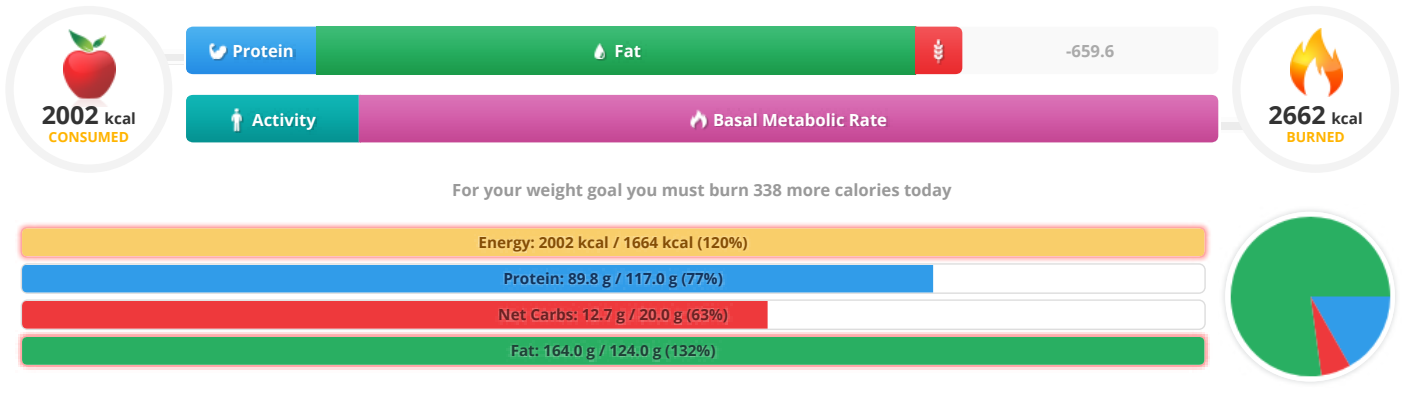 2002 kcal
CONSUMED
Protein
Fat
-659.6
2662 kcal
BURNED
Activity
Basal Metabolic Rate
For your weight goal you must burn 338 more calories today
Energy: 2002 kcal / 1664 kcal (120%)
Protein: 89.8 g / 117.0 g (77%)
Net Carbs: 12.7 g / 20.0 g (63%)
Fat: 164.0 g / 124.0 g (132%)